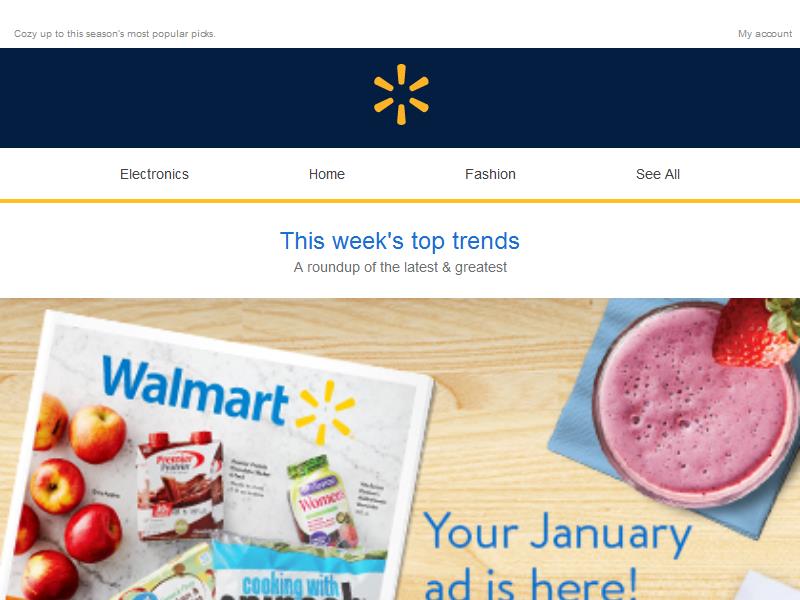 Cozy up to this season's most popular picks.
My account
Electronics
Home
Fashion
See All
This week's top trends
A roundup of the latest & greatest
Walmart
Premier
Protein
Women's
cooking with
Your January
ad is here!